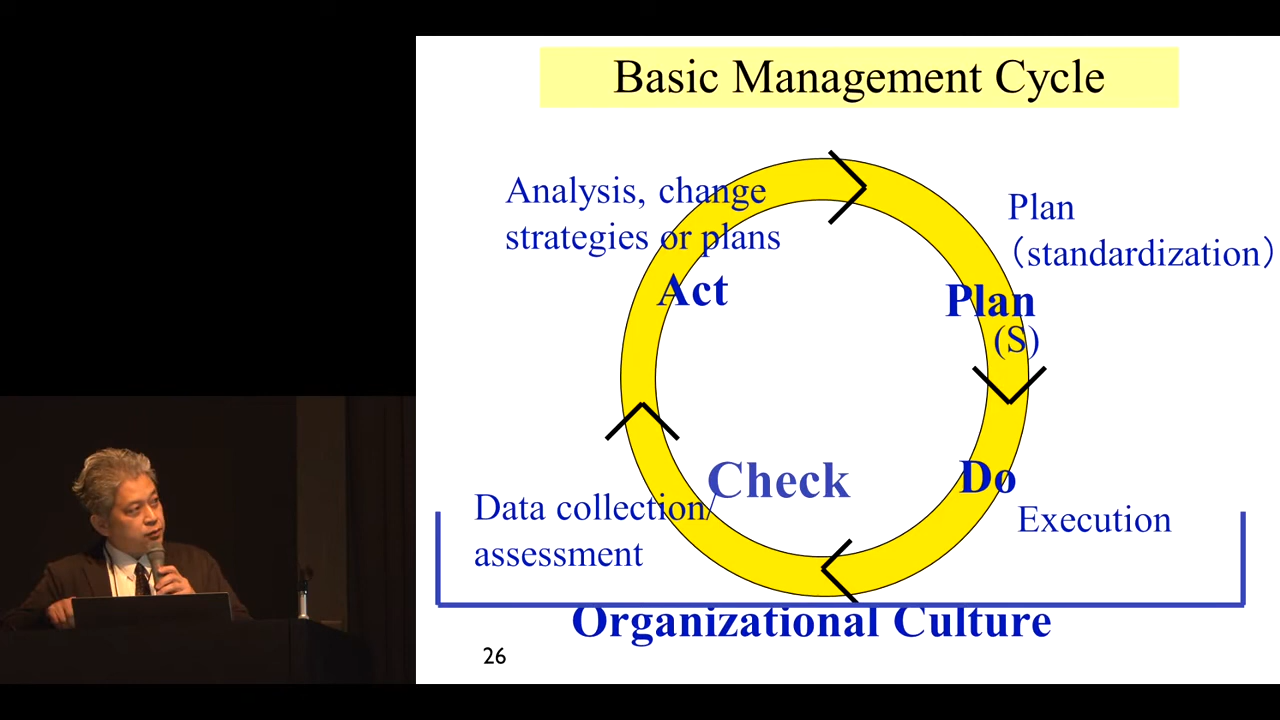 Basic Management Cycle
Analysis, change
strategies or plans
Act
Plan
（standardization）
Plan
(S)
Check
Data collection/
assessment
Do
Execution
Organizational Culture
26